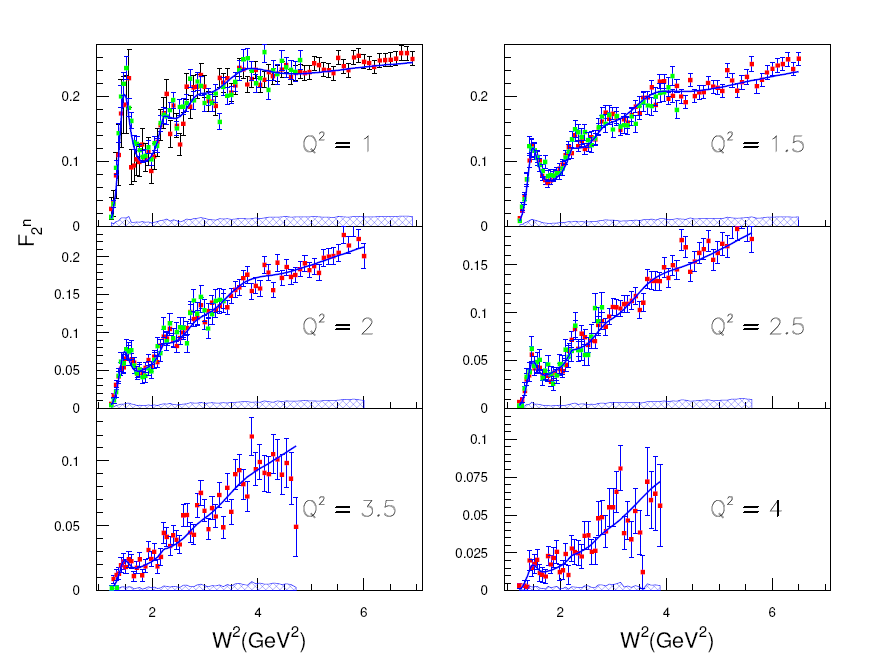 0.2
0.1
0
Q² = 1
0.2
0.1
0
Q² = 1.5
F₂ⁿ
0.2
0.15
0.1
0.05
0
Q² = 2
0.15
0.1
0.05
0
Q² = 2.5
0.1
0.05
0
Q² = 3.5
0.1
0.075
0.05
0.025
0
Q² = 4
2 4 6
2 4 6
W²(GeV²)
W²(GeV²)